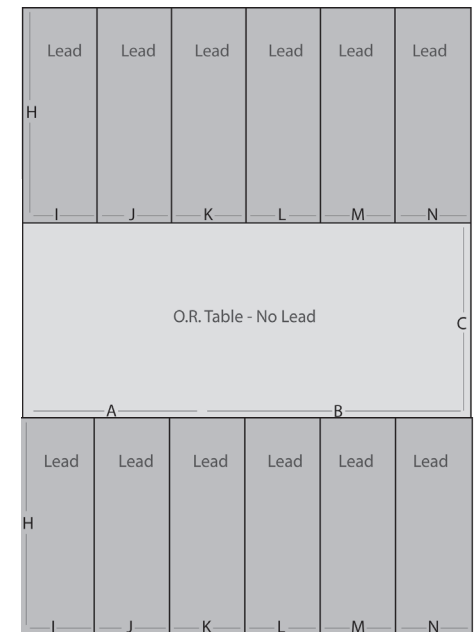 Lead Lead Lead Lead Lead Lead
H
I J K L M N
O.R. Table - No Lead
C
A B
Lead Lead Lead Lead Lead Lead
H
I J K L M N